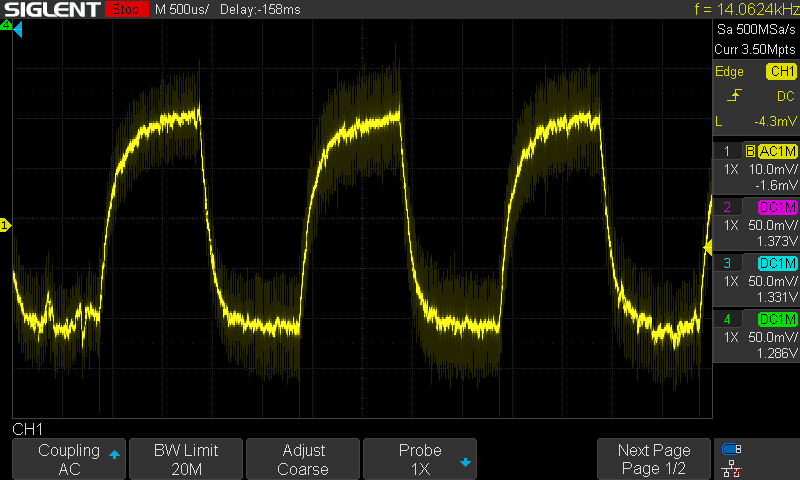 SIGLENT Stop M 500us/ Delay:-158ms f = 14.0624kHz
Sa 500MSa/s
Curr 3.50Mpts
Edge CH1
DC
L -4.3mV
1 B AC1M
1X 10.0mV/
-1.6mV
2 DC1M
1X 50.0mV/
1.373V
3 DC1M
1X 50.0mV/
1.331V
4 DC1M
1X 50.0mV/
1.286V
4
1
CH1
Coupling
AC
BW Limit
20M
Adjust
Coarse
Probe
1X
Next Page
Page 1/2